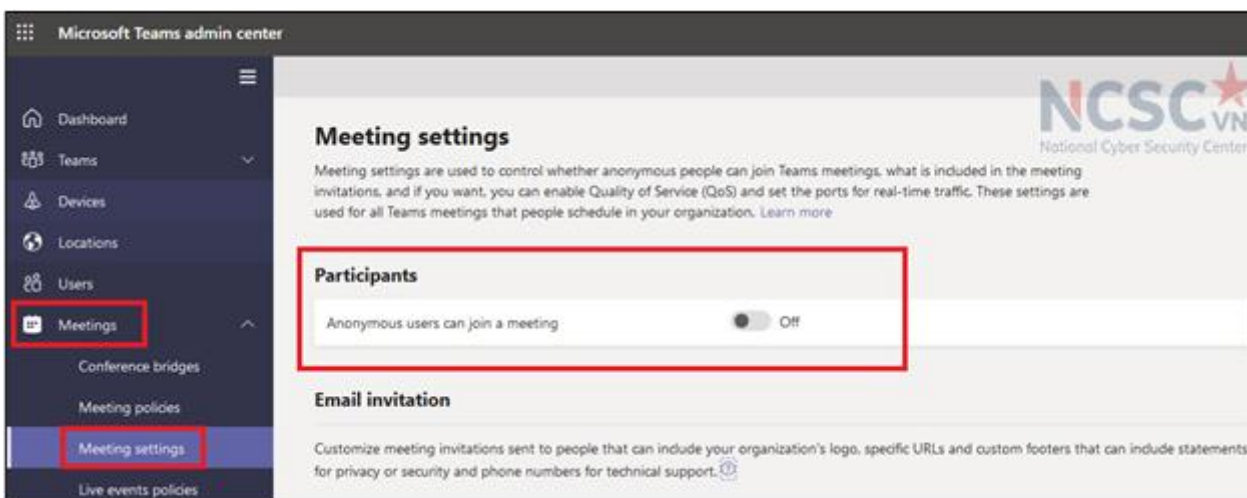 Microsoft Teams admin center
NCSC VN
National Cyber Security Center
Dashboard
Teams
Devices
Locations
Users
Meetings
Conference bridges
Meeting policies
Meeting settings
Live events policies
Meeting settings
Meeting settings are used to control whether anonymous people can join Teams meetings, what is included in the meeting
invitations, and if you want, you can enable Quality of Service (QoS) and set the ports for real-time traffic. These settings are
used for all Teams meetings that people schedule in your organization. Learn more
Participants
Anonymous users can join a meeting
Off
Email invitation
Customize meeting invitations sent to people that can include your organization's logo, specific URLs and custom footers that can include statements
for privacy or security and phone numbers for technical support.